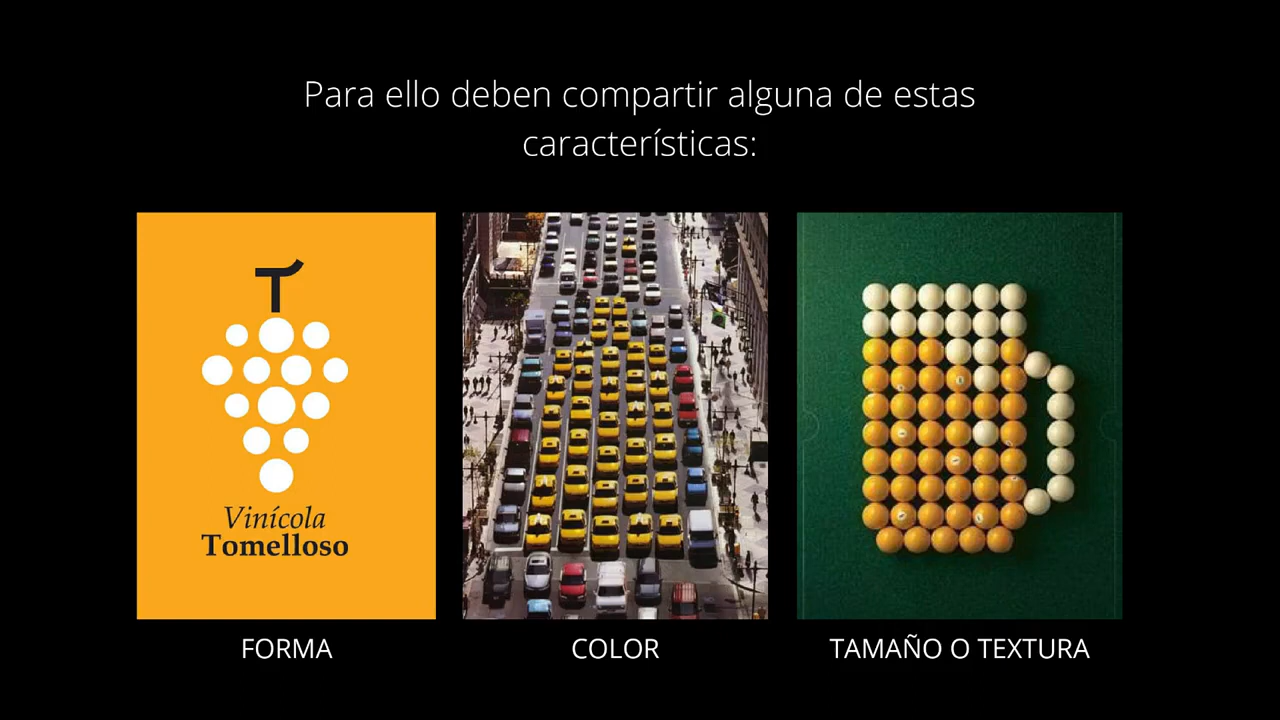 Para ello deben compartir alguna de estas
características:
T
Vinícola
Tomelloso
FORMA
COLOR
TAMAÑO O TEXTURA